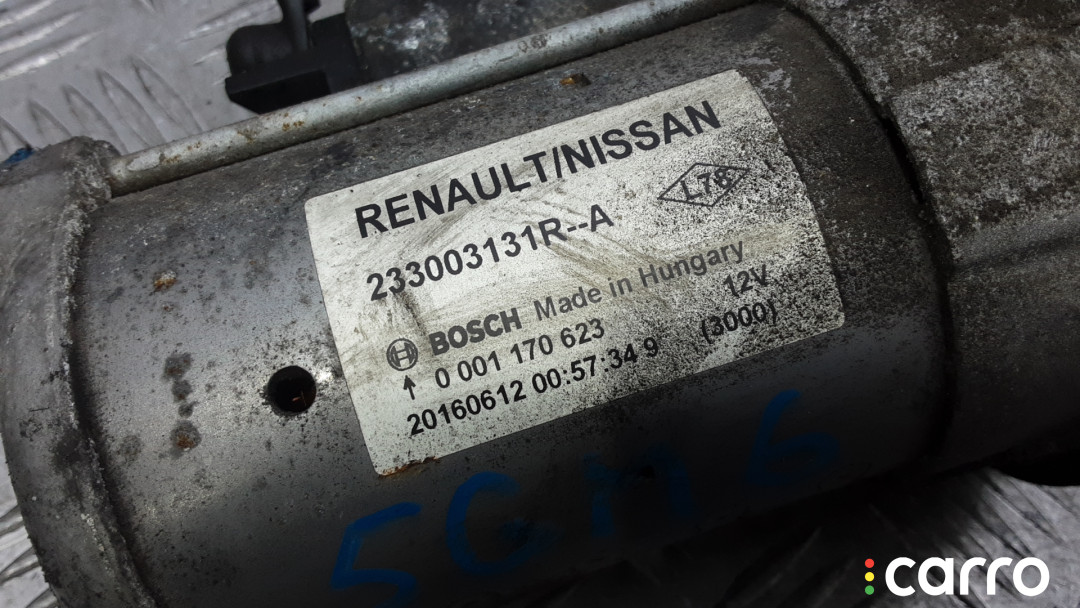 RENAULT/NISSAN
L78
233003131R--A
BOSCH Made in Hungary
0 001 170 623 12V
20160612 00:57:34 9 (3000)
carro